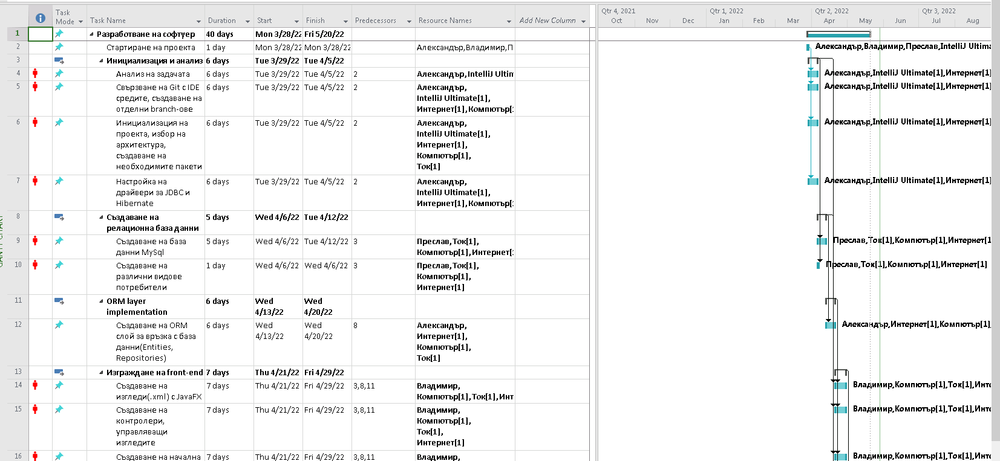 Task Mode
Task Name
Duration
Start
Finish
Predecessors
Resource Names
Add New Column
Qtr 4, 2021
Qtr 1, 2022
Qtr 2, 2022
Qtr 3, 2022
Oct Nov Dec Jan Feb Mar Apr May Jun Jul Aug
1 Разработване на софтуер 40 days Mon 3/28/22 Fri 5/20/22
2 Стартиране на проекта 1 day Mon 3/28/22 Mon 3/28/22 Александър,Владимир,П
Александър,Владимир,Преслав,IntelliJ Ultima
3 Инициализация и анализ 6 days Tue 3/29/22 Tue 4/5/22
4 Анализ на задачата 6 days Tue 3/29/22 Tue 4/5/22 2 Александър,IntelliJ Ultim
Александър,IntelliJ Ultimate[1],Интернет[1]
5 Свързване на Git с IDE 6 days Tue 3/29/22 Tue 4/5/22 2 Александър,
Александър,IntelliJ Ultimate[1],Интернет[1]
средите, създаване на IntelliJ Ultimate[1],
отделни branch-ове Интернет[1],Компютър[1
6 Инициализация на 6 days Tue 3/29/22 Tue 4/5/22 2 Александър,
Александър,IntelliJ Ultimate[1],Интернет[1]
проекта, избор на IntelliJ Ultimate[1],
архитектура, Интернет[1],
създаване на Компютър[1],
необходимите пакети Ток[1]
7 Настройка на 6 days Tue 3/29/22 Tue 4/5/22 2 Александър,
Александър,IntelliJ Ultimate[1],Интернет[1]
драйвери за JDBC и IntelliJ Ultimate[1],
Hibernate Интернет[1],Компютър[1
8 Създаване на 5 days Wed 4/6/22 Tue 4/12/22
релационна база данни
9 Създаване на база 5 days Wed 4/6/22 Tue 4/12/22 3 Преслав,Ток[1],
Преслав,Ток[1],Компютър[1],Интернет[1
данни MySql Компютър[1],Интернет[1
10 Създаване на 1 day Wed 4/6/22 Wed 4/6/22 3 Преслав,Ток[1],
Преслав,Ток[1],Компютър[1],Интернет[1]
различни видове Компютър[1],
потребители Интернет[1]
11 ORM layer 6 days Wed Wed
implementation 4/13/22 4/20/22
12 Създаване на ORM 6 days Wed Wed 8 Александър,
Александър,Интернет[1],Компютър[1],
слой за връзка с база 4/13/22 4/20/22 Интернет[1],
данни(Entities, Компютър[1],
Repositories) Ток[1]
13 Изграждане на front-end 7 days Thu 4/21/22 Fri 4/29/22
14 Създаване на 7 days Thu 4/21/22 Fri 4/29/22 3,8,11 Владимир,
Владимир,Компютър[1],Ток[1],Инте
изгледи(.xml) с JavaFX Компютър[1],Ток[1],Инт
15 Създаване на 7 days Thu 4/21/22 Fri 4/29/22 3,8,11 Владимир,
Владимир,Компютър[1],Ток[1],Инте
контролери, Компютър[1],
управляващи Ток[1],
изгледите Интернет[1]
16 Създаване на начална 7 days Thu 4/21/22 Fri 4/29/22 3,8,11 Владимир,
Владимир,Компютър[1],Ток[1],Инте